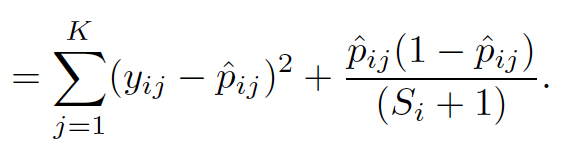 = \sum_{j=1}^{K} (y_{ij} - \hat{p}_{ij})^2 + \frac{\hat{p}_{ij}(1 - \hat{p}_{ij})}{(S_i + 1)}.